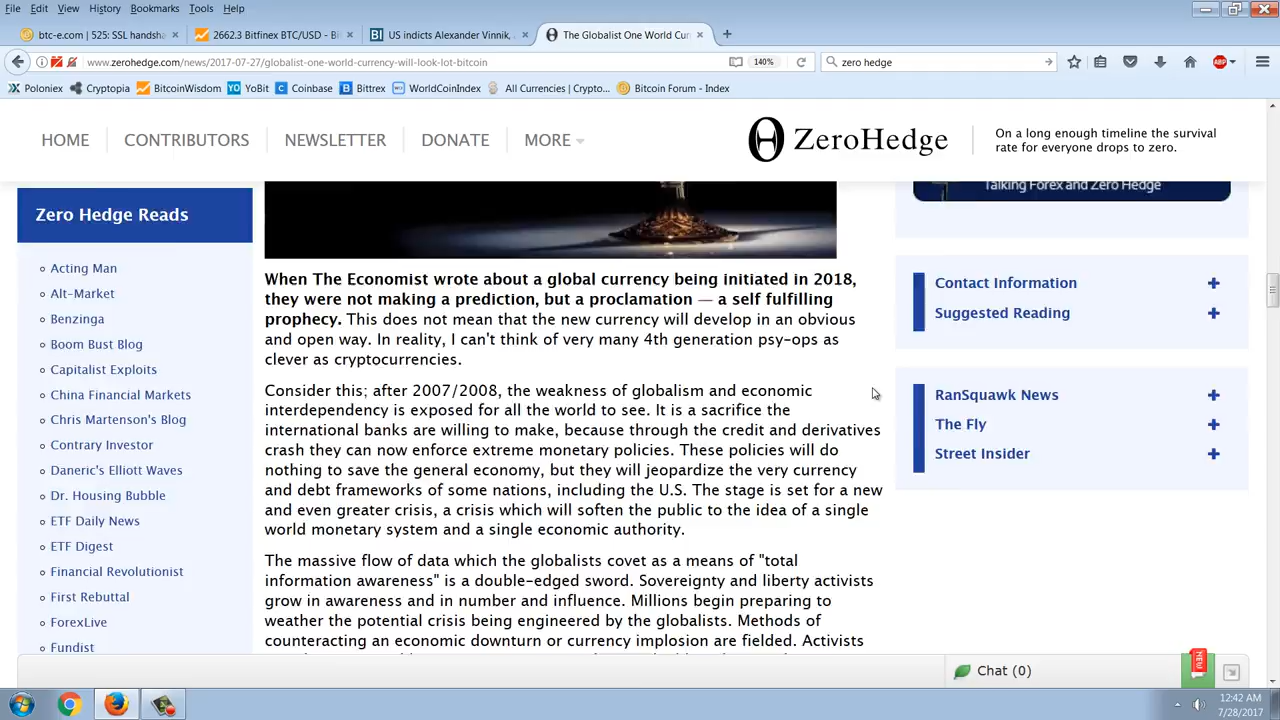 File Edit View History Bookmarks Tools Help
btc-e.com | 525: SSL handsha
2662.3 Bitfinex BTC/USD - Bi
US indicts Alexander Vinnik,
The Globalist One World Cur
www.zerohedge.com/news/2017-07-27/globalist-one-world-currency-will-look-lot-bitcoin
140%
zero hedge
ABP
Poloniex Cryptopia BitcoinWisdom YoBit Coinbase Bittrex WorldCoinIndex All Currencies | Crypto... Bitcoin Forum - Index
HOME CONTRIBUTORS NEWSLETTER DONATE MORE
ZeroHedge
On a long enough timeline the survival
rate for everyone drops to zero.
Zero Hedge Reads
Acting Man
Alt-Market
Benzinga
Boom Bust Blog
Capitalist Exploits
China Financial Markets
Chris Martenson's Blog
Contrary Investor
Daneric's Elliott Waves
Dr. Housing Bubble
ETF Daily News
ETF Digest
Financial Revolutionist
First Rebuttal
ForexLive
Fundist
When The Economist wrote about a global currency being initiated in 2018,
they were not making a prediction, but a proclamation — a self fulfilling
prophecy. This does not mean that the new currency will develop in an obvious
and open way. In reality, I can't think of very many 4th generation psy-ops as
clever as cryptocurrencies.
Consider this; after 2007/2008, the weakness of globalism and economic
interdependency is exposed for all the world to see. It is a sacrifice the
international banks are willing to make, because through the credit and derivatives
crash they can now enforce extreme monetary policies. These policies will do
nothing to save the general economy, but they will jeopardize the very currency
and debt frameworks of some nations, including the U.S. The stage is set for a new
and even greater crisis, a crisis which will soften the public to the idea of a single
world monetary system and a single economic authority.
The massive flow of data which the globalists covet as a means of "total
information awareness" is a double-edged sword. Sovereignty and liberty activists
grow in awareness and in number and influence. Millions begin preparing to
weather the potential crisis being engineered by the globalists. Methods of
counteracting an economic downturn or currency implosion are fielded. Activists
Talking Forex and Zero Hedge
Contact Information
Suggested Reading
RanSquawk News
The Fly
Street Insider
Chat (0)
NEW
12:42 AM
7/28/2017